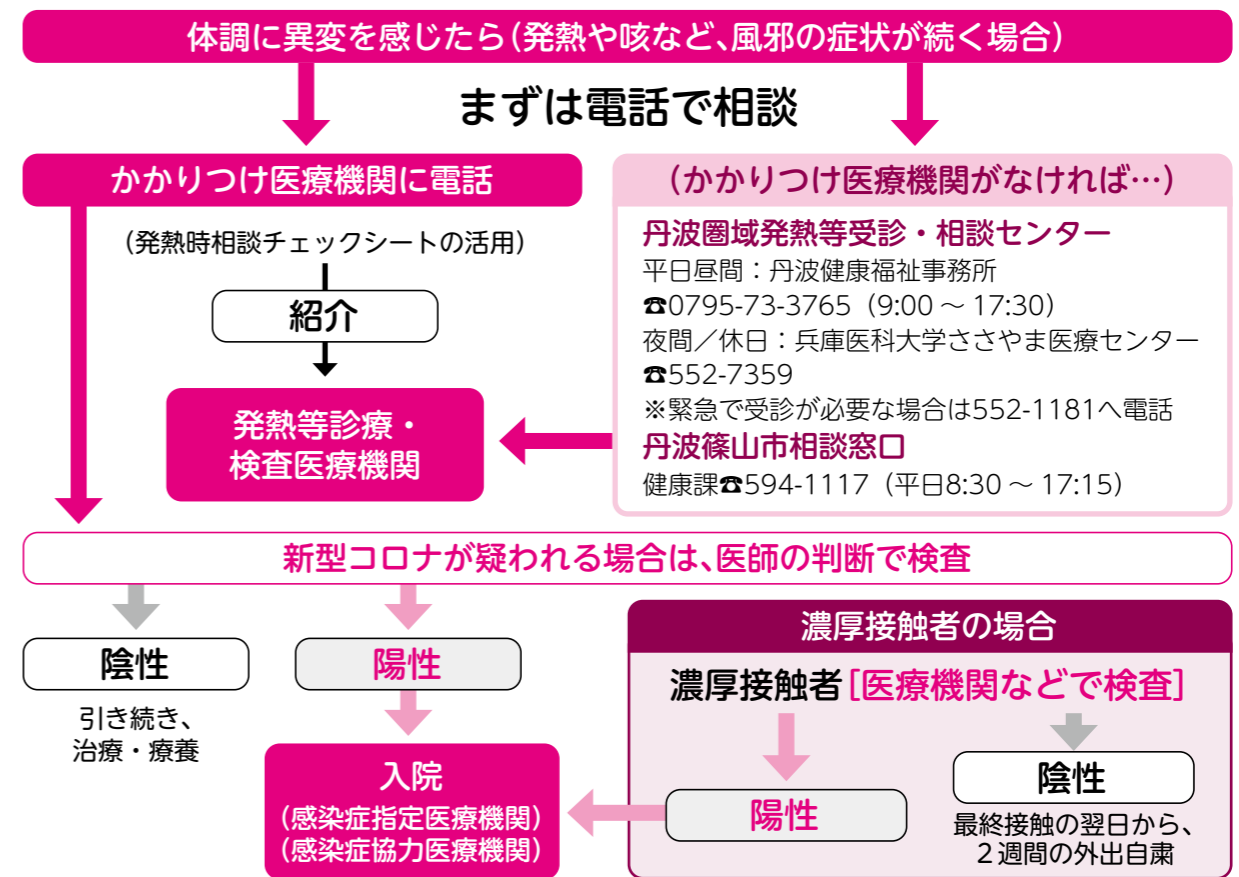 体調に異変を感じたら（発熱や咳など、風邪の症状が続く場合）
まずは電話で相談
かかりつけ医療機関に電話
（発熱時相談チェックシートの活用）
紹介
発熱等診療・
検査医療機関
（かかりつけ医療機関がなければ…）
丹波圏域発熱等受診・相談センター
平日昼間：丹波健康福祉事務所
☎0795-73-3765（9:00 ～ 17:30）
夜間／休日：兵庫医科大学ささやま医療センター
☎552-7359
※緊急で受診が必要な場合は552-1181へ電話
丹波篠山市相談窓口
健康課☎594-1117（平日8:30 ～ 17:15）
新型コロナが疑われる場合は、医師の判断で検査
陰性
引き続き、
治療・療養
陽性
入院
（感染症指定医療機関）
（感染症協力医療機関）
濃厚接触者の場合
濃厚接触者［医療機関などで検査］
陽性
陰性
最終接触の翌日から、
２週間の外出自粛